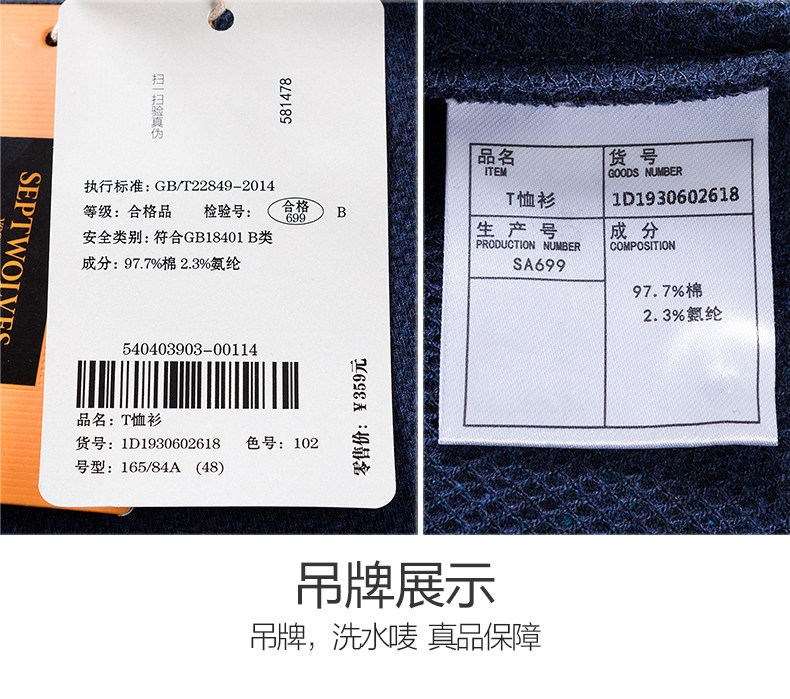 SEPTWOLVES
扫一扫验真伪
581478
执行标准: GB/T22849-2014
等级: 合格品 检验号: 合格 699 B
安全类别: 符合GB18401 B类
成分: 97.7%棉 2.3%氨纶
540403903-00114
品名: T恤衫
货号: 1D1930602618 色号: 102
号型: 165/84A (48)
零售价: ¥359元
品名
ITEM
T恤衫
货号
GOODS NUMBER
1D1930602618
生产号
PRODUCTION NUMBER
SA699
成分
COMPOSITION
97.7%棉
2.3%氨纶
吊牌展示
吊牌, 洗水唛 真品保障